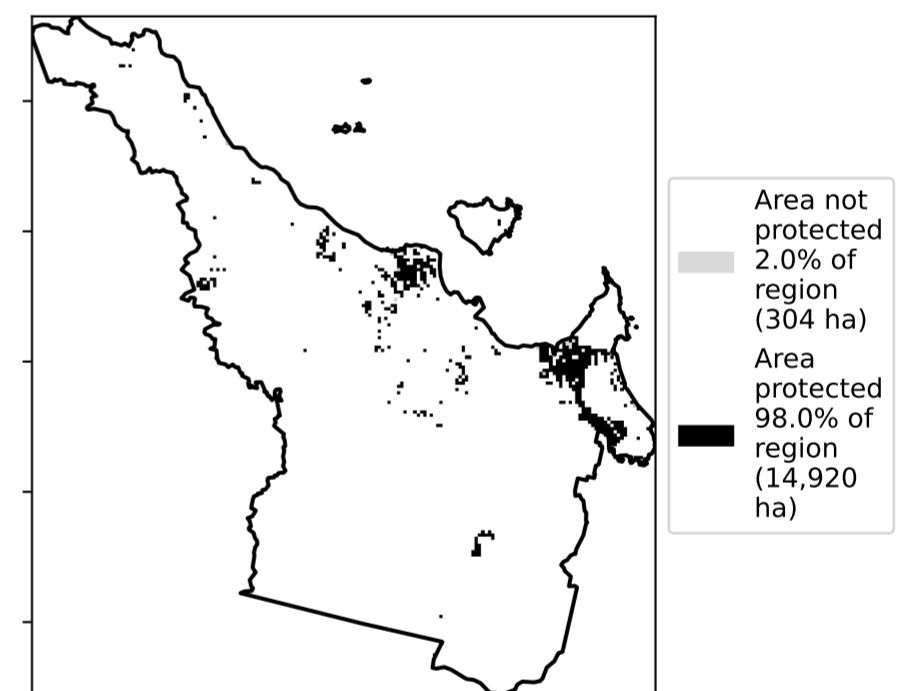 Area not
protected
2.0% of
region
(304 ha)
Area
protected
98.0% of
region
(14,920
ha)